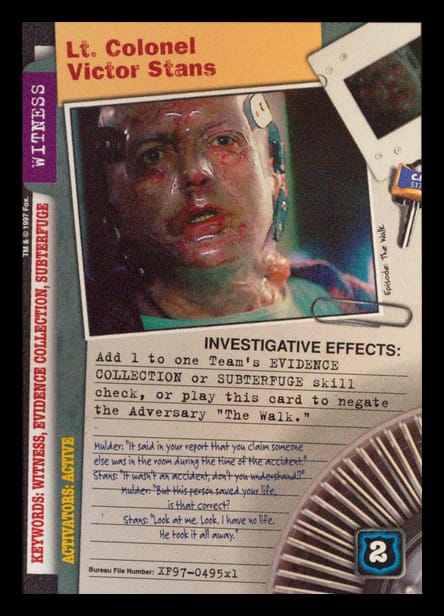 Lt. Colonel
Victor Stans
WITNESS
TM & © 1997 Fox.
KEYWORDS: WITNESS, EVIDENCE COLLECTION, SUBTERFUGE
ACTIVATORS: ACTIVE
Episode: The Walk
INVESTIGATIVE EFFECTS:
Add 1 to one Team's EVIDENCE
COLLECTION or SUBTERFUGE skill
check, or play this card to negate
the Adversary "The Walk."
Mulder: "It said in your report that you claim someone
else was in the room during the time of the accident."
Stans: "It wasn't an accident, don't you understand?"
Mulder: "But this person saved your life,
is that correct?
Stans: "Look at me. Look. I have no life.
He took it all away."
Bureau File Number: XF97-0495x1
2